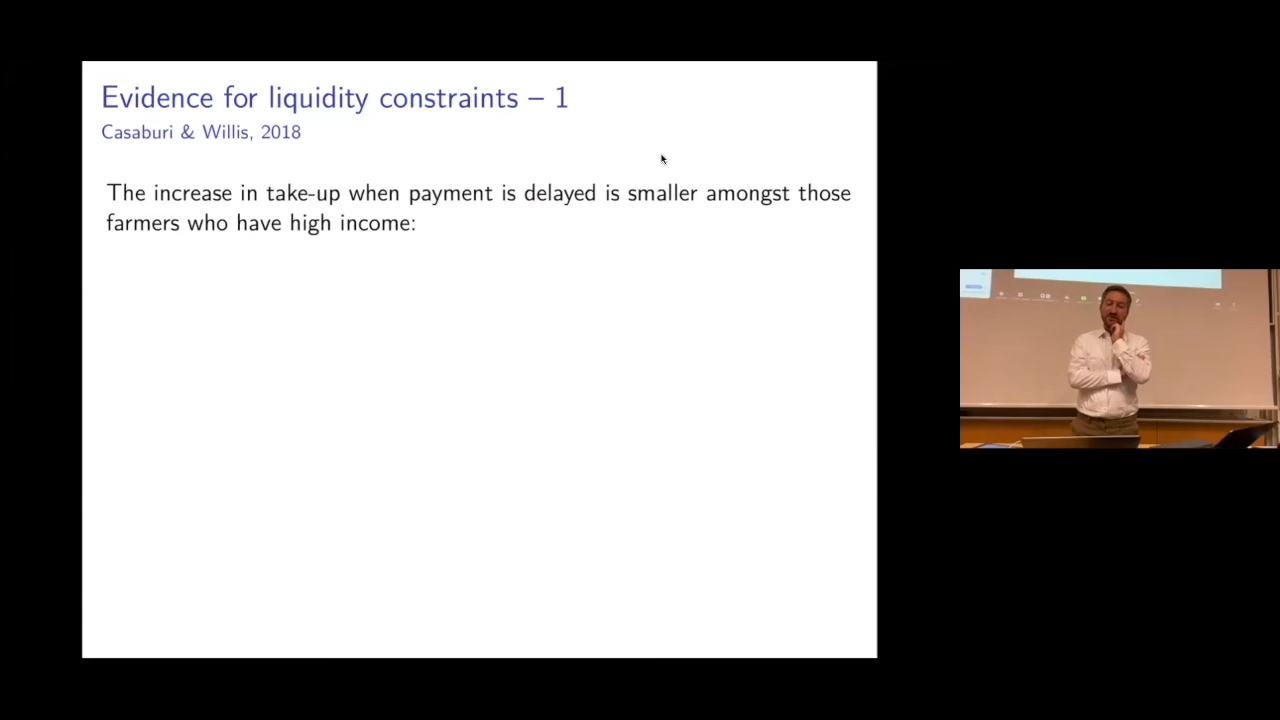 Evidence for liquidity constraints – 1
Casaburi & Willis, 2018
The increase in take-up when payment is delayed is smaller amongst those
farmers who have high income: